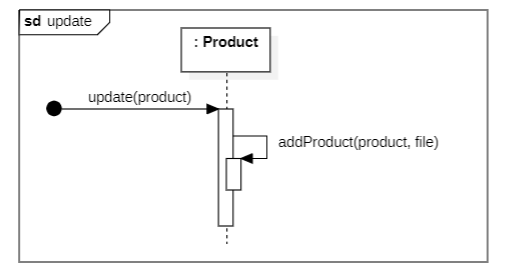 sd update
: Product
update(product)
addProduct(product, file)